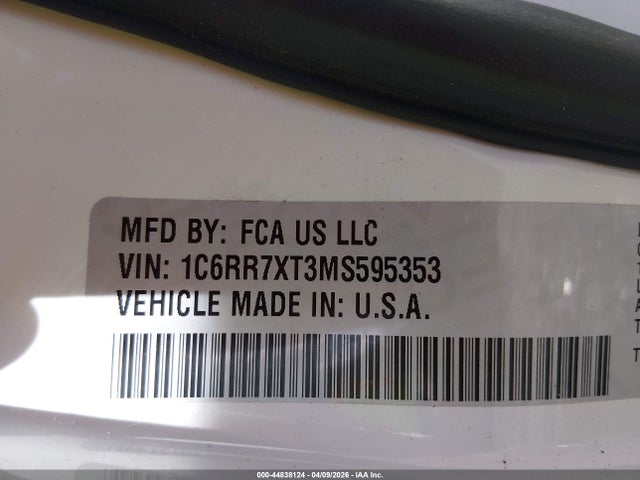 MFD BY: FCA US LLC
VIN: 1C6RR7XT3MS595353
VEHICLE MADE IN: U.S.A.
000-44838124 - 04/09/2026 - IAA Inc.